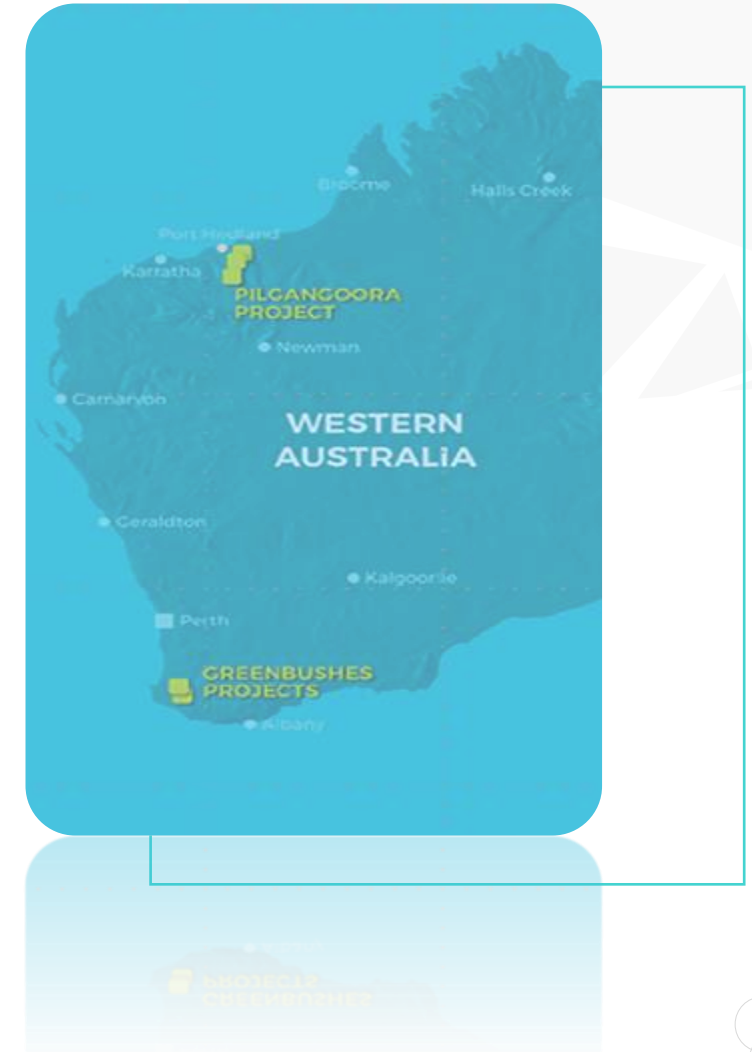 Broome
Halls Creek
Port Hedland
Karratha
PILGANGOORA
PROJECT
Newman
Carnarvon
WESTERN
AUSTRALiA
Geraldton
Kalgoorlie
Perth
GREENBUSHES
PROJECTS
Albany